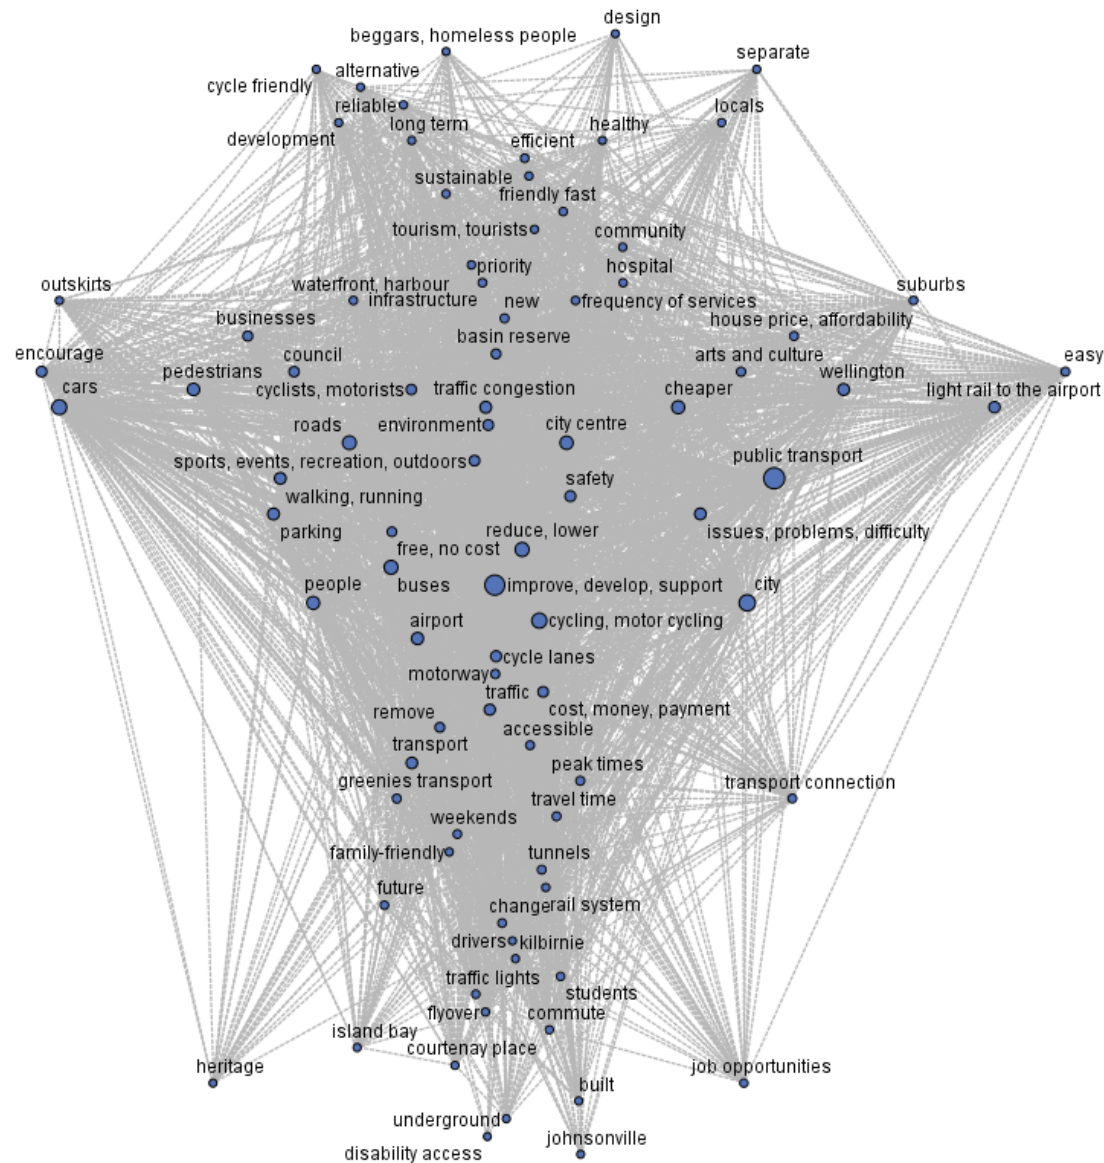 design
beggars, homeless people
separate
alternative
cycle friendly
reliable
locals
long term
healthy
development
efficient
sustainable
friendly fast
tourism, tourists
community
priority
hospital
waterfront, harbour
outskirts
suburbs
infrastructure
new
frequency of services
businesses
house price, affordability
basin reserve
encourage
council
arts and culture
easy
pedestrians
wellington
cars
cyclists, motorists
traffic congestion
cheaper
light rail to the airport
roads
environment
city centre
public transport
sports, events, recreation, outdoors
safety
walking, running
parking
reduce, lower
issues, problems, difficulty
free, no cost
people
buses
improve, develop, support
city
airport
cycling, motor cycling
cycle lanes
motorway
traffic
remove
cost, money, payment
accessible
transport
peak times
greenies transport
transport connection
travel time
weekends
family-friendly
tunnels
future
change
rail system
drivers
kilbirnie
traffic lights
students
flyover
commute
island bay
courtenay place
heritage
job opportunities
built
underground
johnsonville
disability access